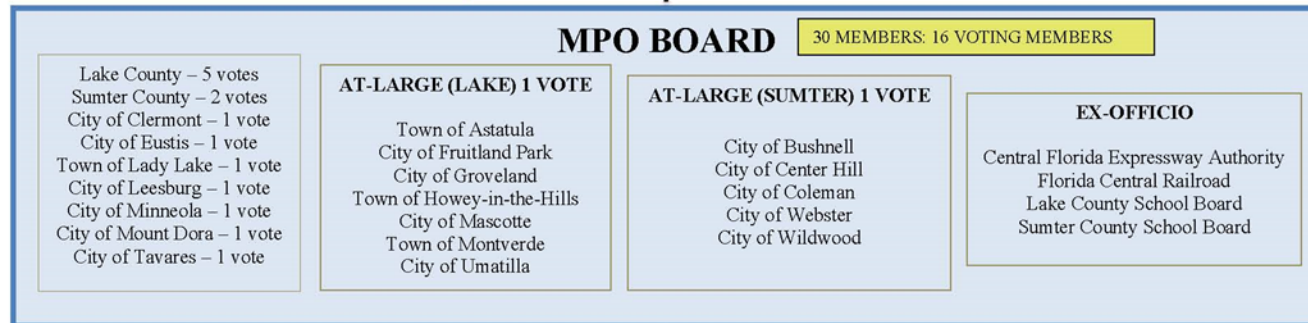 MPO BOARD
30 MEMBERS: 16 VOTING MEMBERS
Lake County – 5 votes
Sumter County – 2 votes
City of Clermont – 1 vote
City of Eustis – 1 vote
Town of Lady Lake – 1 vote
City of Leesburg – 1 vote
City of Minneola – 1 vote
City of Mount Dora – 1 vote
City of Tavares – 1 vote
AT-LARGE (LAKE) 1 VOTE
Town of Astatula
City of Fruitland Park
City of Groveland
Town of Howey-in-the-Hills
City of Mascotte
Town of Montverde
City of Umatilla
AT-LARGE (SUMTER) 1 VOTE
City of Bushnell
City of Center Hill
City of Coleman
City of Webster
City of Wildwood
EX-OFFICIO
Central Florida Expressway Authority
Florida Central Railroad
Lake County School Board
Sumter County School Board